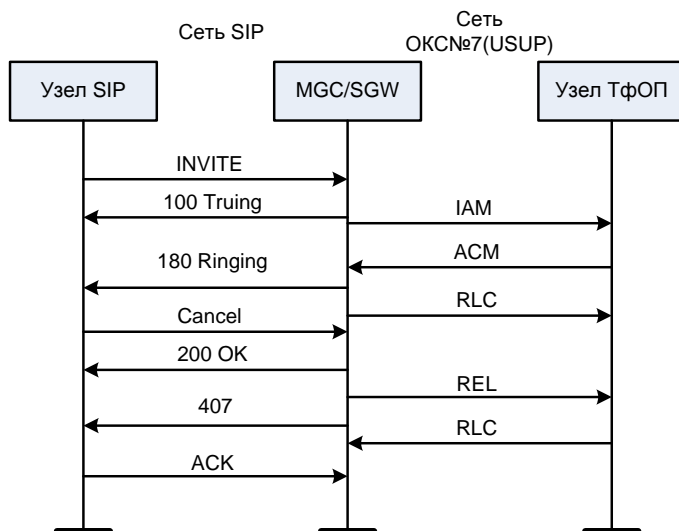 Сеть SIP
Сеть
ОКС№7(USUP)
Узел SIP
MGC/SGW
Узел ТфОП
INVITE
100 Truing
IAM
ACM
180 Ringing
RLC
Cancel
200 OK
REL
407
RLC
ACK